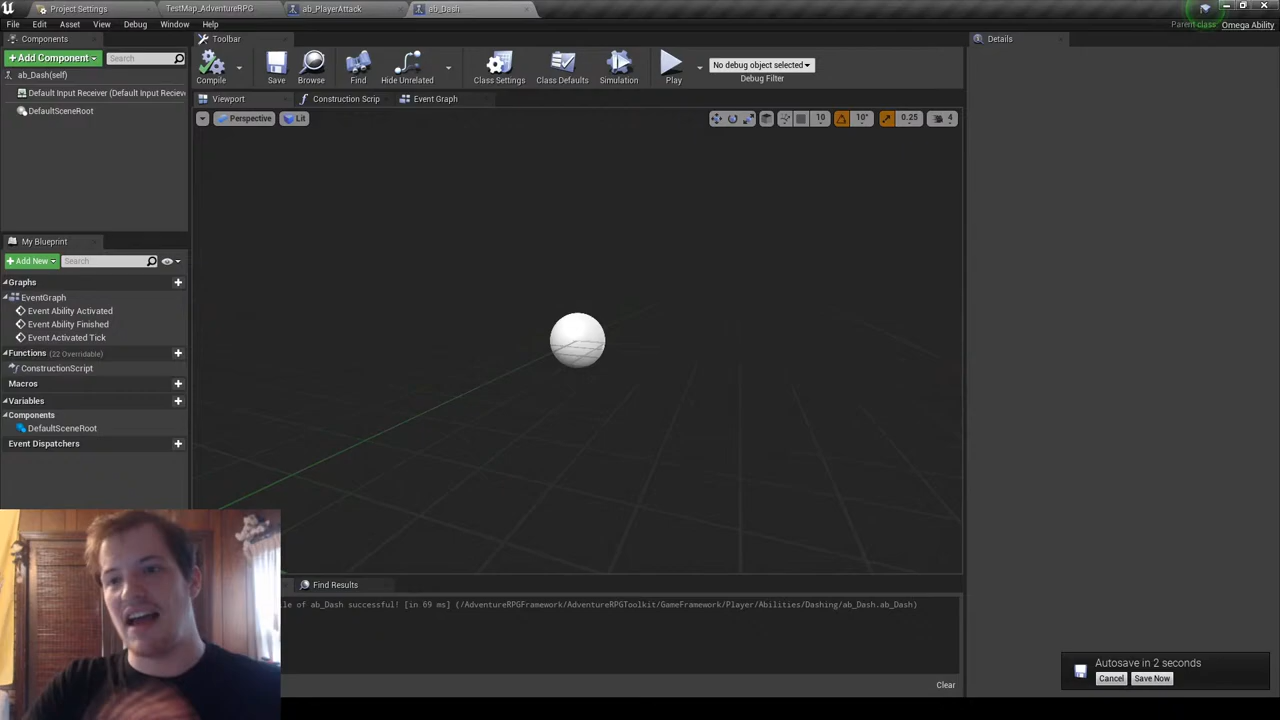 Project Settings
TestMap_AdventureRPG
ab_PlayerAttack
ab_Dash
File Edit Asset View Debug Window Help
Parent class: Omega Ability
Components
Toolbar
Details
+Add Component
Search
ab_Dash(self)
Default Input Receiver (Default Input Reciev
DefaultSceneRoot
Compile
Save
Browse
Find
Hide Unrelated
Class Settings
Class Defaults
Simulation
Play
No debug object selected
Debug Filter
Viewport
Construction Scrip
Event Graph
Perspective
Lit
10
10°
0.25
4
My Blueprint
+Add New
Search
Graphs
EventGraph
Event Ability Activated
Event Ability Finished
Event Activated Tick
Functions (22 Overridable)
ConstructionScript
Macros
Variables
Components
DefaultSceneRoot
Event Dispatchers
Find Results
le of ab_Dash successful! [in 69 ms] (/AdventureRPGFramework/AdventureRPGToolkit/GameFramework/Player/Abilities/Dashing/ab_Dash.ab_Dash)
Clear
Autosave in 2 seconds
Cancel
Save Now